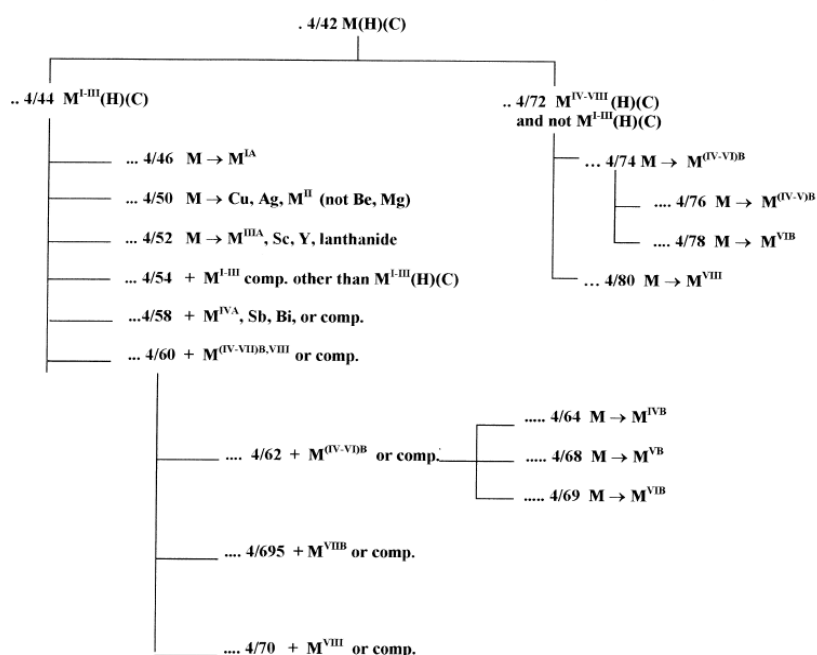 . 4/42 M(H)(C)
.. 4/44 M^I-III(H)(C)
... 4/46 M → M^IA
... 4/50 M → Cu, Ag, M^II (not Be, Mg)
... 4/52 M → M^IIIA, Sc, Y, lanthanide
... 4/54 + M^I-III comp. other than M^I-III(H)(C)
...4/58 + M^IVA, Sb, Bi, or comp.
... 4/60 + M^(IV-VII)B,VIII or comp.
.... 4/62 + M^(IV-VI)B or comp.
..... 4/64 M → M^IVB
..... 4/68 M → M^VB
..... 4/69 M → M^VIB
.... 4/695 + M^VIIB or comp.
.... 4/70 + M^VIII or comp.
.. 4/72 M^IV-VIII(H)(C)
and not M^I-III(H)(C)
... 4/74 M → M^(IV-VI)B
.... 4/76 M → M^(IV-V)B
.... 4/78 M → M^VIB
... 4/80 M → M^VIII